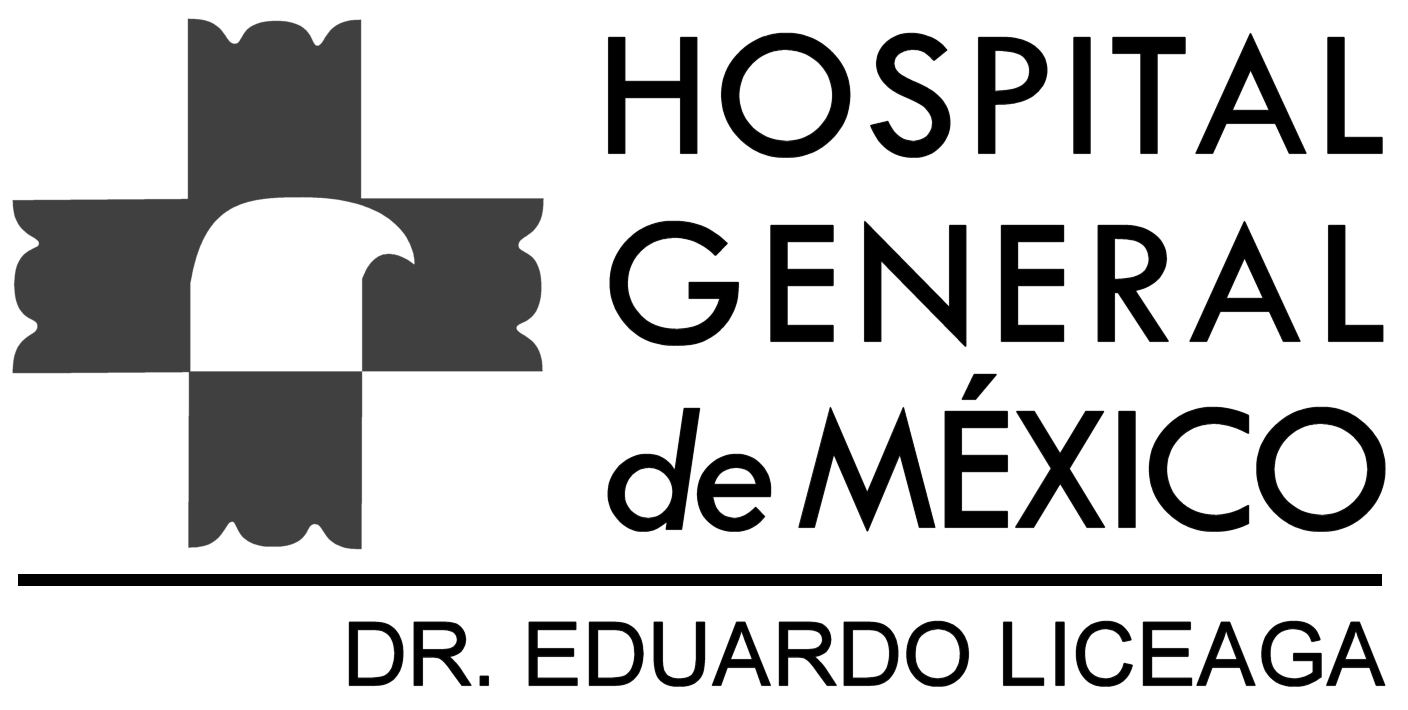 HOSPITAL
GENERAL
de MÉXICO
DR. EDUARDO LICEAGA